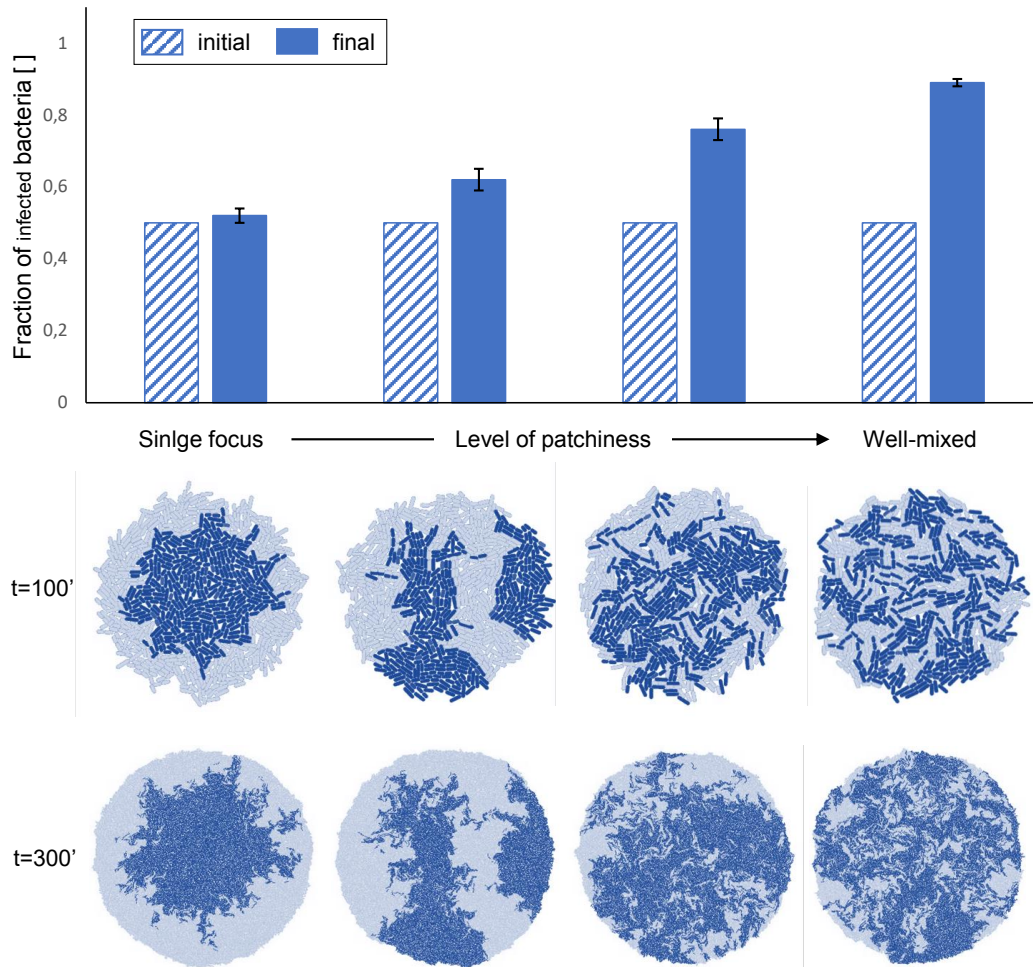 Fraction of infected bacteria [ ]
initial
final
1
0,8
0,6
0,4
0,2
0
Sinlge focus
Level of patchiness
Well-mixed
t=100’
t=300’